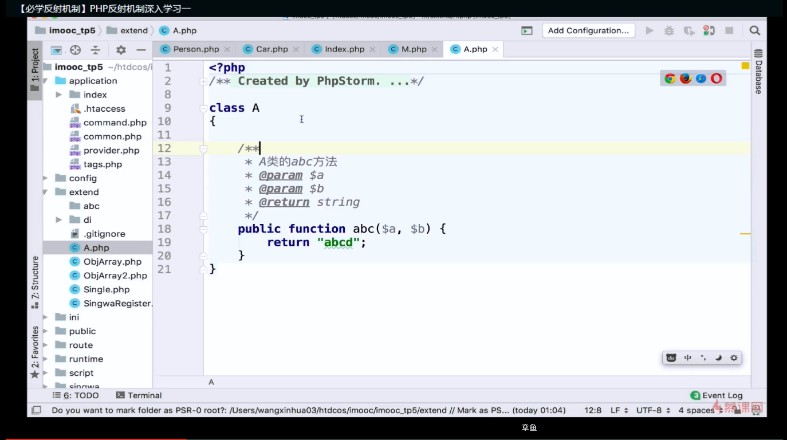 【必学反射机制】PHP反射机制深入学习一
imooc_tp5 extend A.php Add Configuration...
Person.php Car.php Index.php M.php A.php
1: Project
imooc_tp5 ~/htdcos/i
application
index
.htaccess
command.php
common.php
provider.php
tags.php
config
extend
abc
di
.gitignore
A.php
ObjArray.php
ObjArray2.php
Single.php
SingwaRegister.
ini
public
route
runtime
script
singwa
Z: Structure
2: Favorites
Database
1 <?php
2 /** Created by PhpStorm. ...*/
8
9 class A
10 {
11
12 /**
13 * A类的abc方法
14 * @param $a
15 * @param $b
16 * @return string
17 */
18 public function abc($a, $b) {
19 return "abcd";
20 }
21 }
中
A
6: TODO Terminal 2 Event Log
Do you want to mark folder as PSR-0 root?: /Users/wangxinhua03/htdcos/imooc/imooc_tp5/extend // Mark as PS... (today 01:04) 12:8 LF UTF-8 4 spaces
慕课网